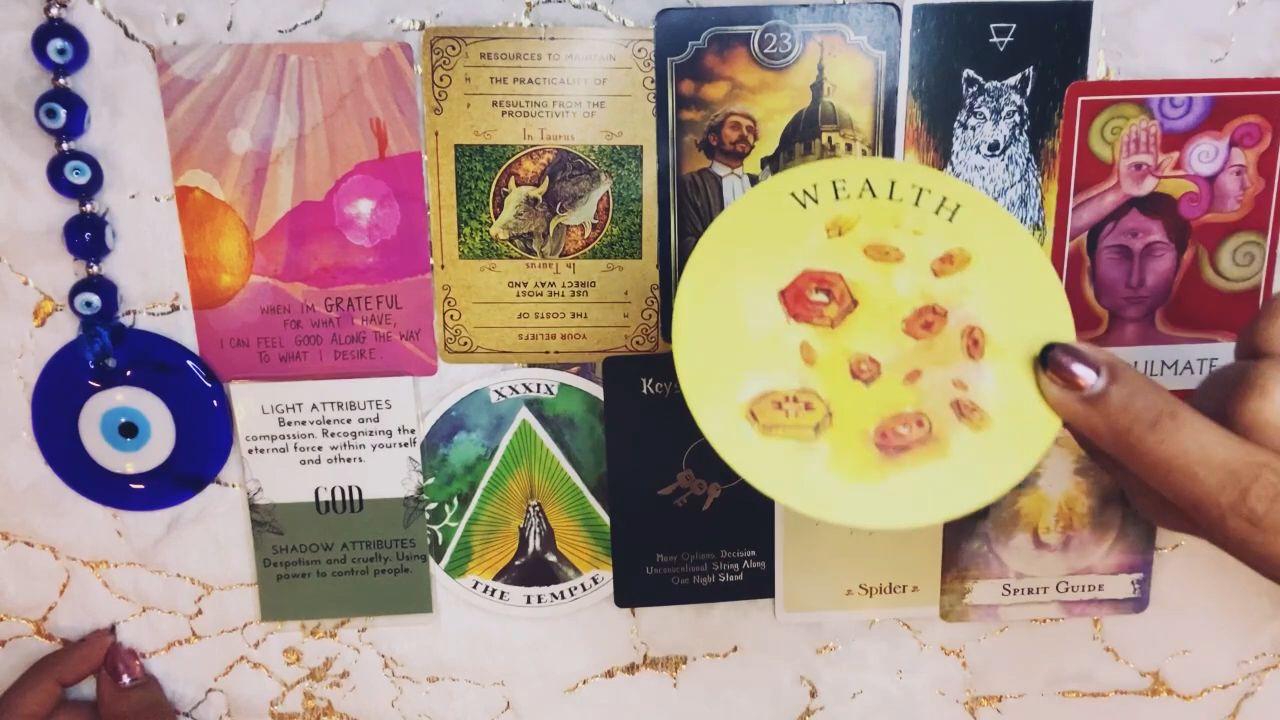 WHEN I'M GRATEFUL
FOR WHAT I HAVE,
I CAN FEEL GOOD ALONG THE WAY
TO WHAT I DESIRE.
RESOURCES TO MAINTAIN
THE PRACTICALITY OF
RESULTING FROM THE
PRODUCTIVITY OF
In Taurus
In Taurus
USE THE MOST
DIRECT WAY AND
THE COSTS OF
YOUR BELIEFS
23
WEALTH
ULMATE
LIGHT ATTRIBUTES
Benevolence and
compassion. Recognizing the
eternal force within yourself
and others.
GOD
SHADOW ATTRIBUTES
Despotism and cruelty. Using
power to control people.
XXXIX
THE TEMPLE
Keys
Many Options, Decision,
Unconventional String Along
One Night Stand
Spider
SPIRIT GUIDE